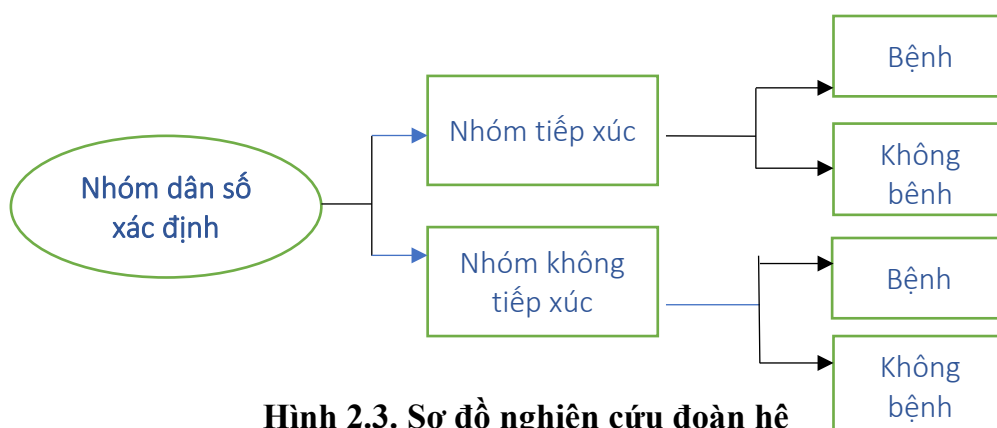 Bệnh
Nhóm tiếp xúc
Không
bênh
Nhóm dân số
xác định
Nhóm không
tiếp xúc
Bệnh
Không
bệnh
Hình 2.3. Sơ đồ nghiên cứu đoàn hệ